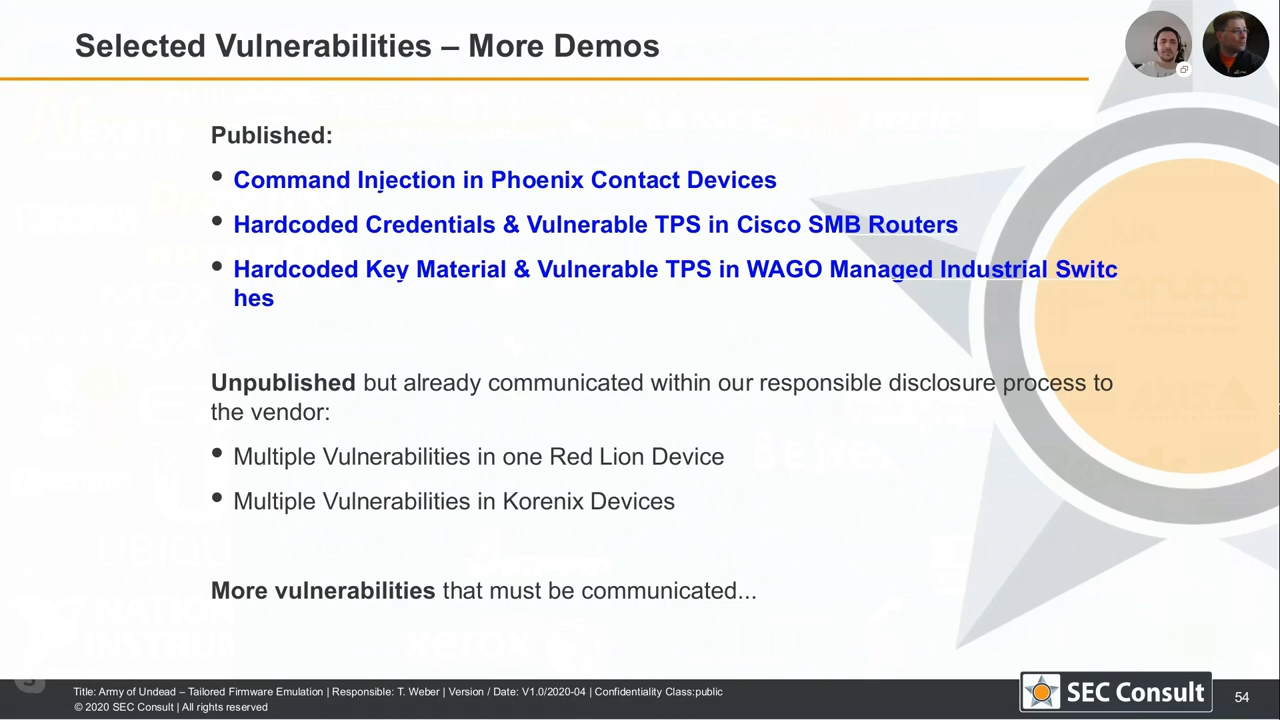 Selected Vulnerabilities – More Demos
Published:
• Command Injection in Phoenix Contact Devices
• Hardcoded Credentials & Vulnerable TPS in Cisco SMB Routers
• Hardcoded Key Material & Vulnerable TPS in WAGO Managed Industrial Switc
hes
Unpublished but already communicated within our responsible disclosure process to
the vendor:
• Multiple Vulnerabilities in one Red Lion Device
• Multiple Vulnerabilities in Korenix Devices
More vulnerabilities that must be communicated...
Title: Army of Undead – Tailored Firmware Emulation | Responsible: T. Weber | Version / Date: V1.0/2020-04 | Confidentiality Class:public
© 2020 SEC Consult | All rights reserved
SEC Consult
54